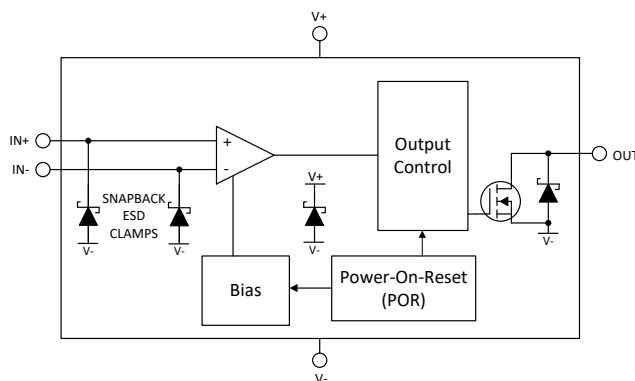 V+
IN+
IN-
+
-
Output
Control
OUT
V+
SNAPBACK
ESD
CLAMPS
V-
V-
V-
V-
Bias
Power-On-Reset
(POR)
V-